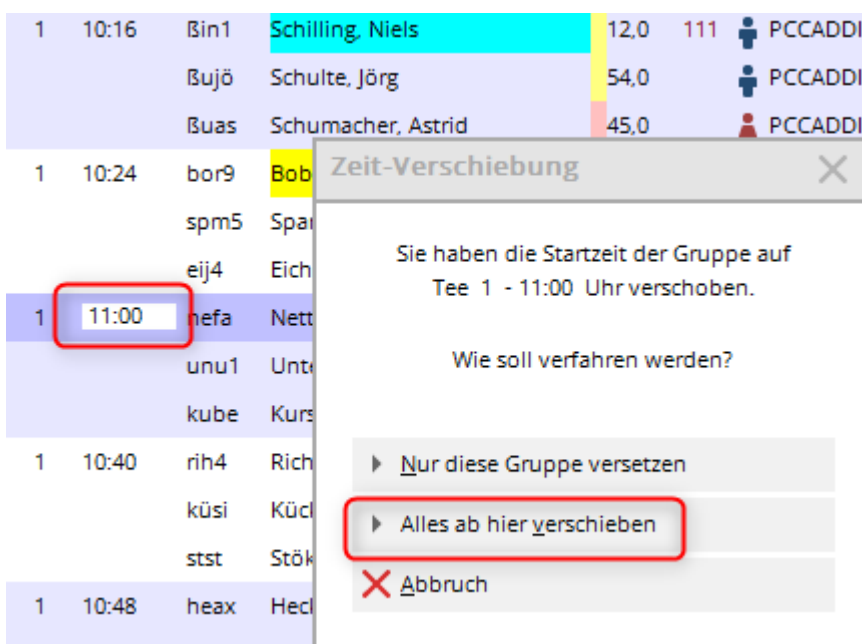 1 10:16 ßin1 Schilling, Niels 12,0 111 PCCADDI
ßujö Schulte, Jörg 54,0 PCCADDI
ßuas Schumacher, Astrid 45,0 PCCADDI
1 10:24 bor9 Bob
spm5 Spar
eij4 Eich
1 11:00 nefa Nett
unu1 Unte
kube Kurs
1 10:40 rih4 Rich
küsi Kücl
stst Stök
1 10:48 heax Hecl
Zeit-Verschiebung
Sie haben die Startzeit der Gruppe auf
Tee 1 - 11:00 Uhr verschoben.
Wie soll verfahren werden?
Nur diese Gruppe versetzen
Alles ab hier verschieben
Abbruch